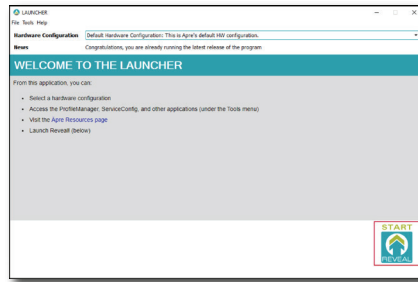 LAUNCHER
File Tools Help
Hardware Configuration Default Hardware Configuration: This is Apre's default HW configuration.
News Congratulations, you are already running the latest release of the program
WELCOME TO THE LAUNCHER
From this application, you can:
Select a hardware configuration
Access the ProfileManager, ServiceConfig, and other applications (under the Tools menu)
Visit the Apre Resources page
Launch Reveal! (below)
START
REVEAL